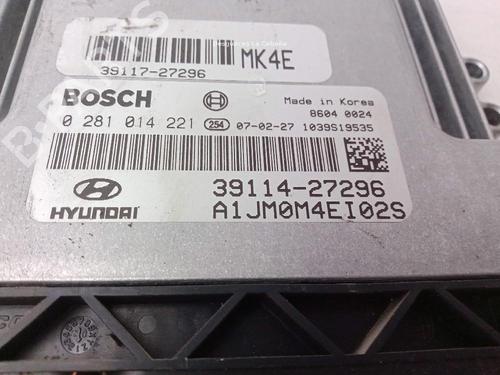 39117-27296
MK4E
BOSCH
Made in Korea
8604 0024
0 281 014 221 254 07-02-27 1039S19535
HYUNDAI
39114-27296
A1JM0M4EI02S